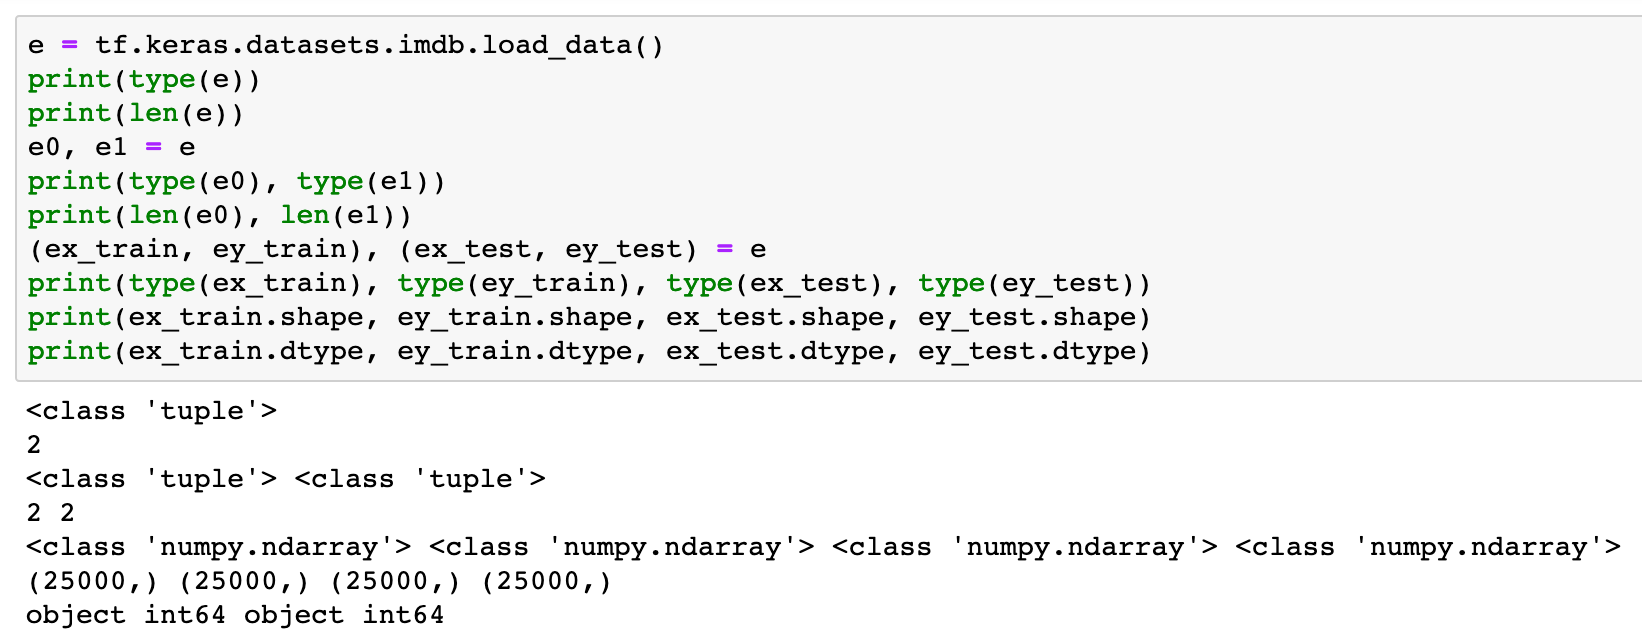 e = tf.keras.datasets.imdb.load_data()
print(type(e))
print(len(e))
e0, e1 = e
print(type(e0), type(e1))
print(len(e0), len(e1))
(ex_train, ey_train), (ex_test, ey_test) = e
print(type(ex_train), type(ey_train), type(ex_test), type(ey_test))
print(ex_train.shape, ey_train.shape, ex_test.shape, ey_test.shape)
print(ex_train.dtype, ey_train.dtype, ex_test.dtype, ey_test.dtype)
<class 'tuple'>
2
<class 'tuple'> <class 'tuple'>
2 2
<class 'numpy.ndarray'> <class 'numpy.ndarray'> <class 'numpy.ndarray'> <class 'numpy.ndarray'>
(25000,) (25000,) (25000,) (25000,)
object int64 object int64